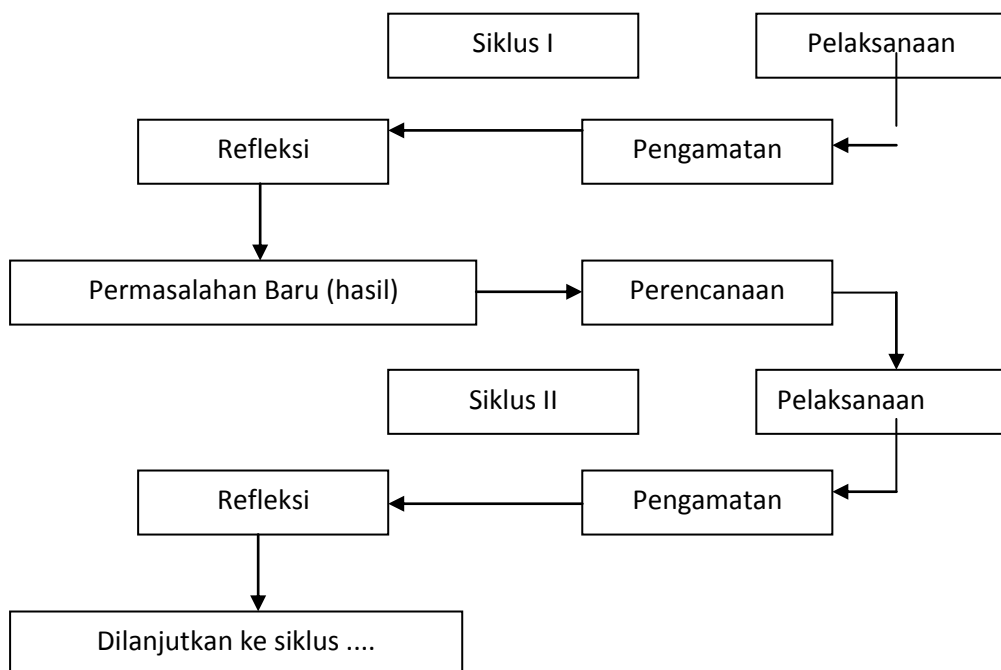 Siklus I
Pelaksanaan
Refleksi
Pengamatan
Permasalahan Baru (hasil)
Perencanaan
Siklus II
Pelaksanaan
Refleksi
Pengamatan
Dilanjutkan ke siklus ....